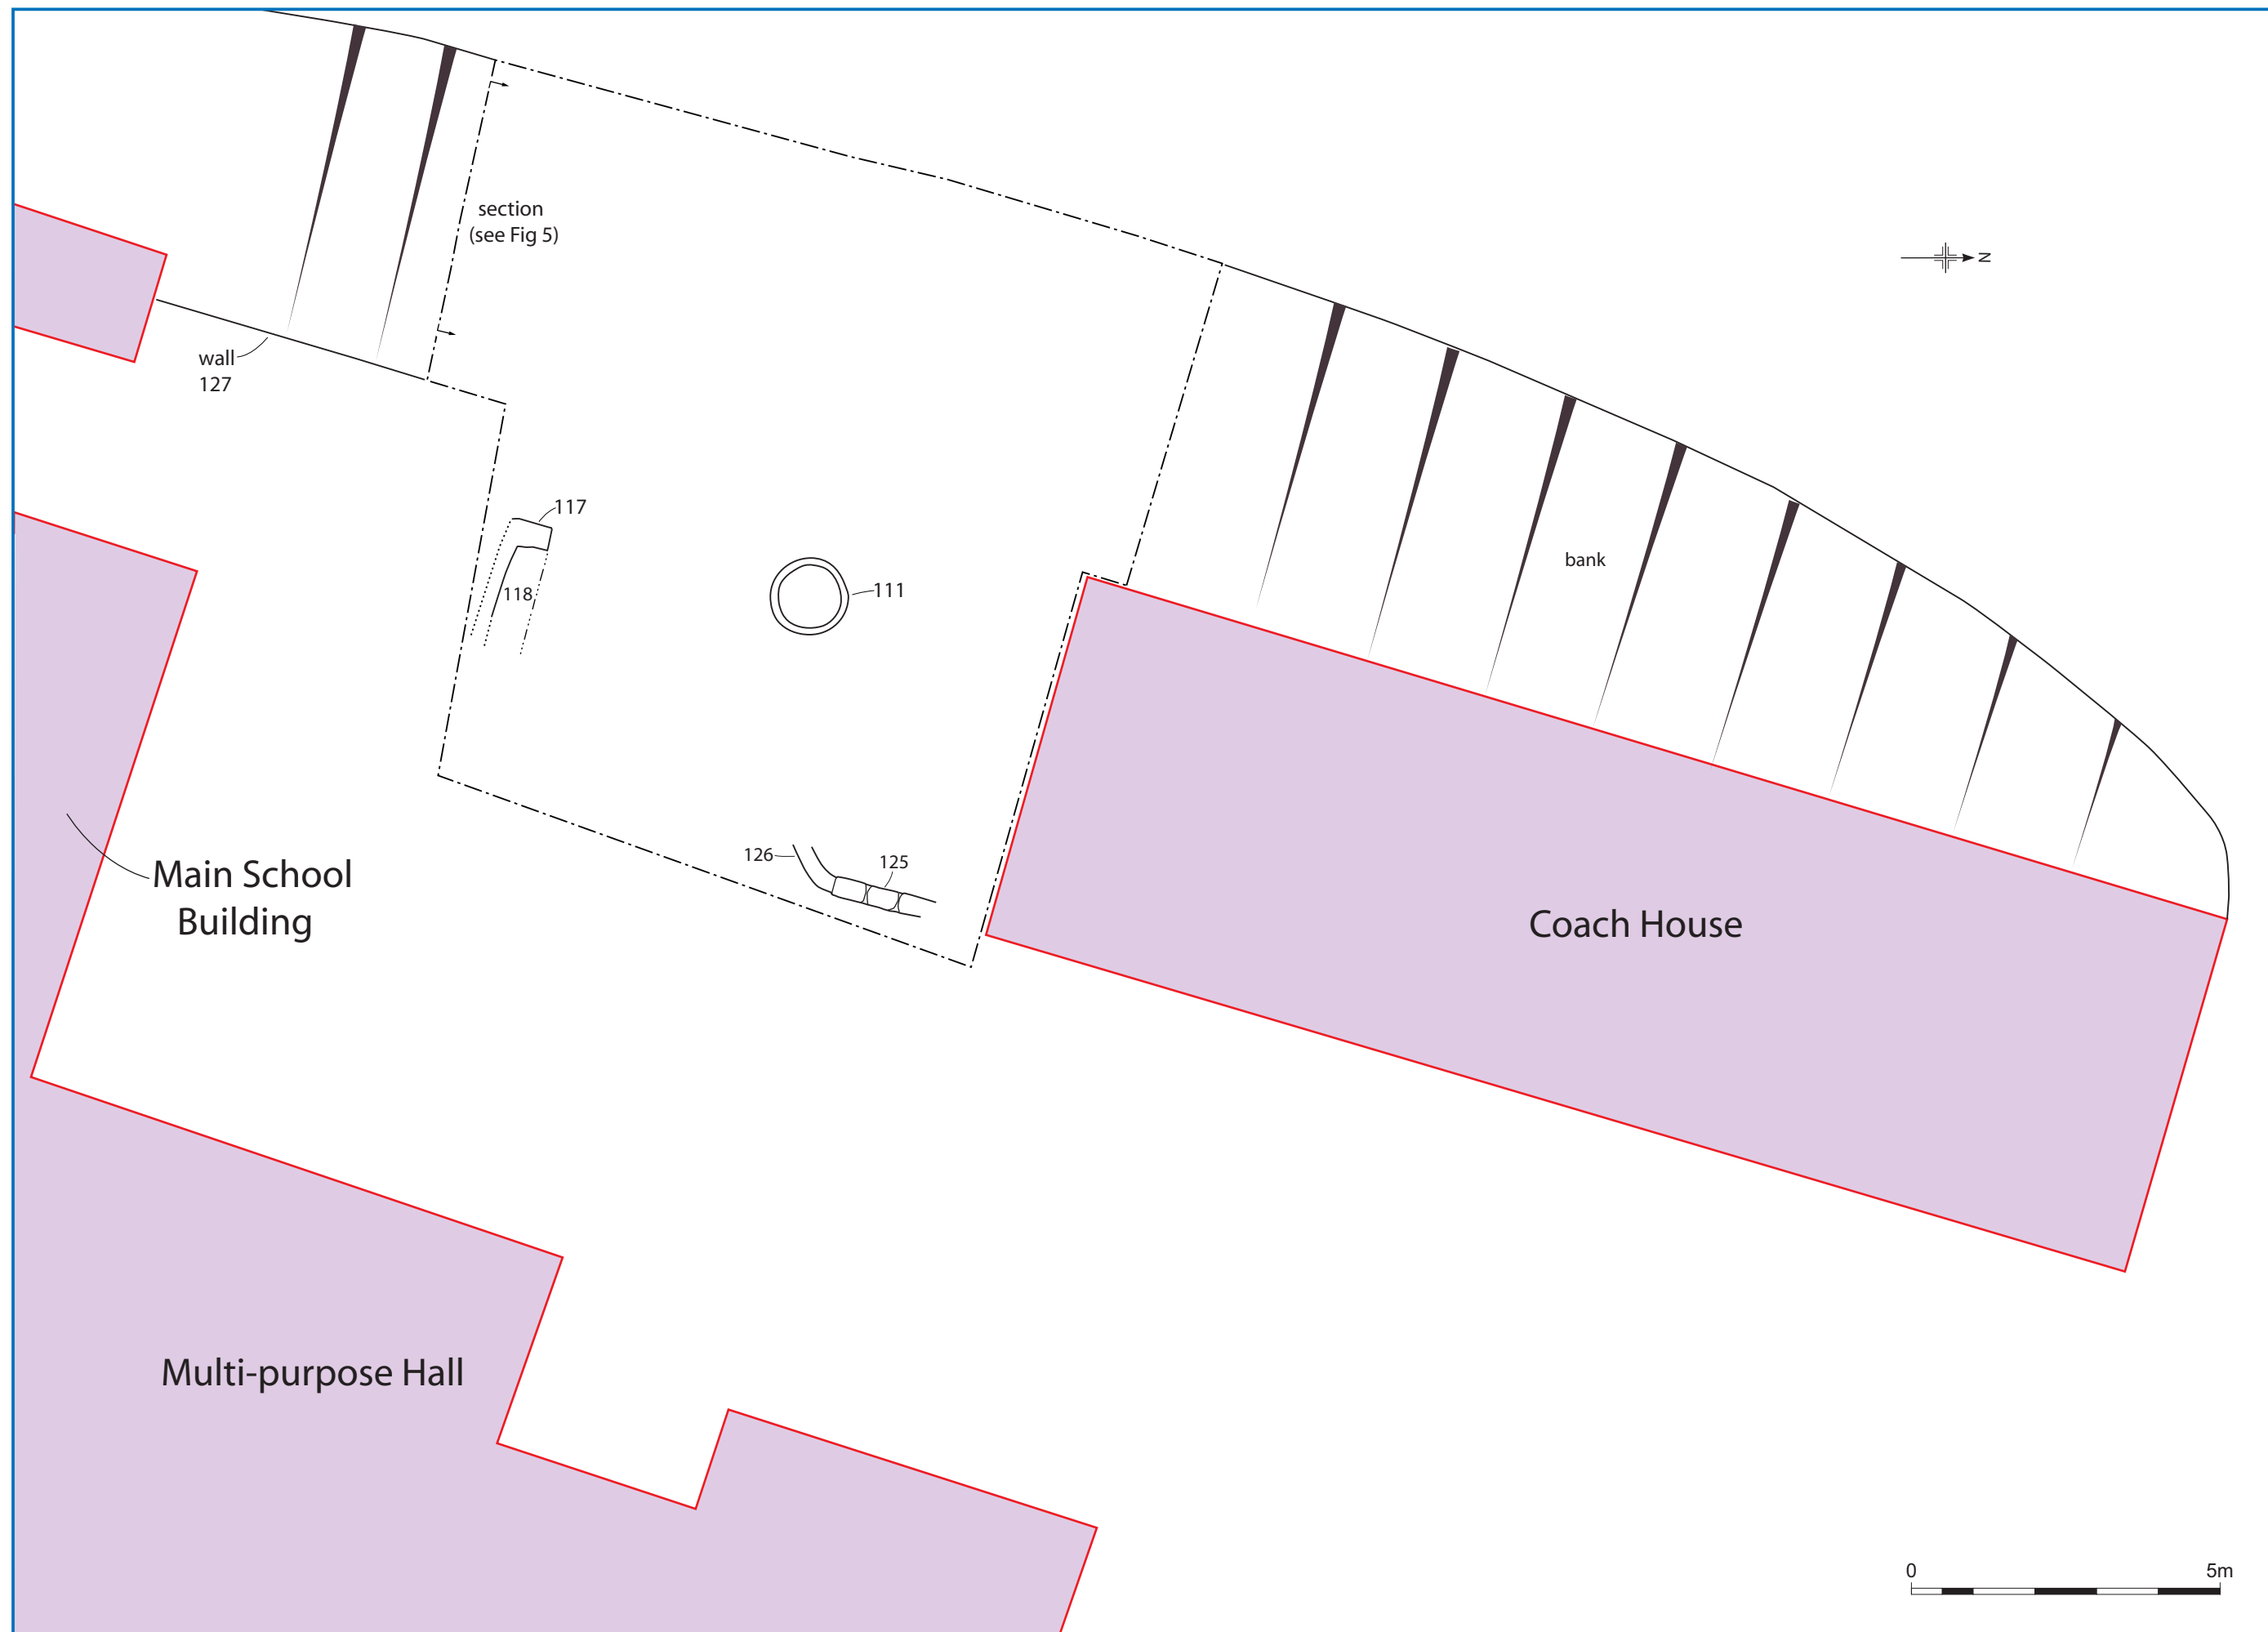 section
(see Fig 5)
N
wall
127
117
118
111
bank
126
125
Main School
Building
Coach House
Multi-purpose Hall
0 5m